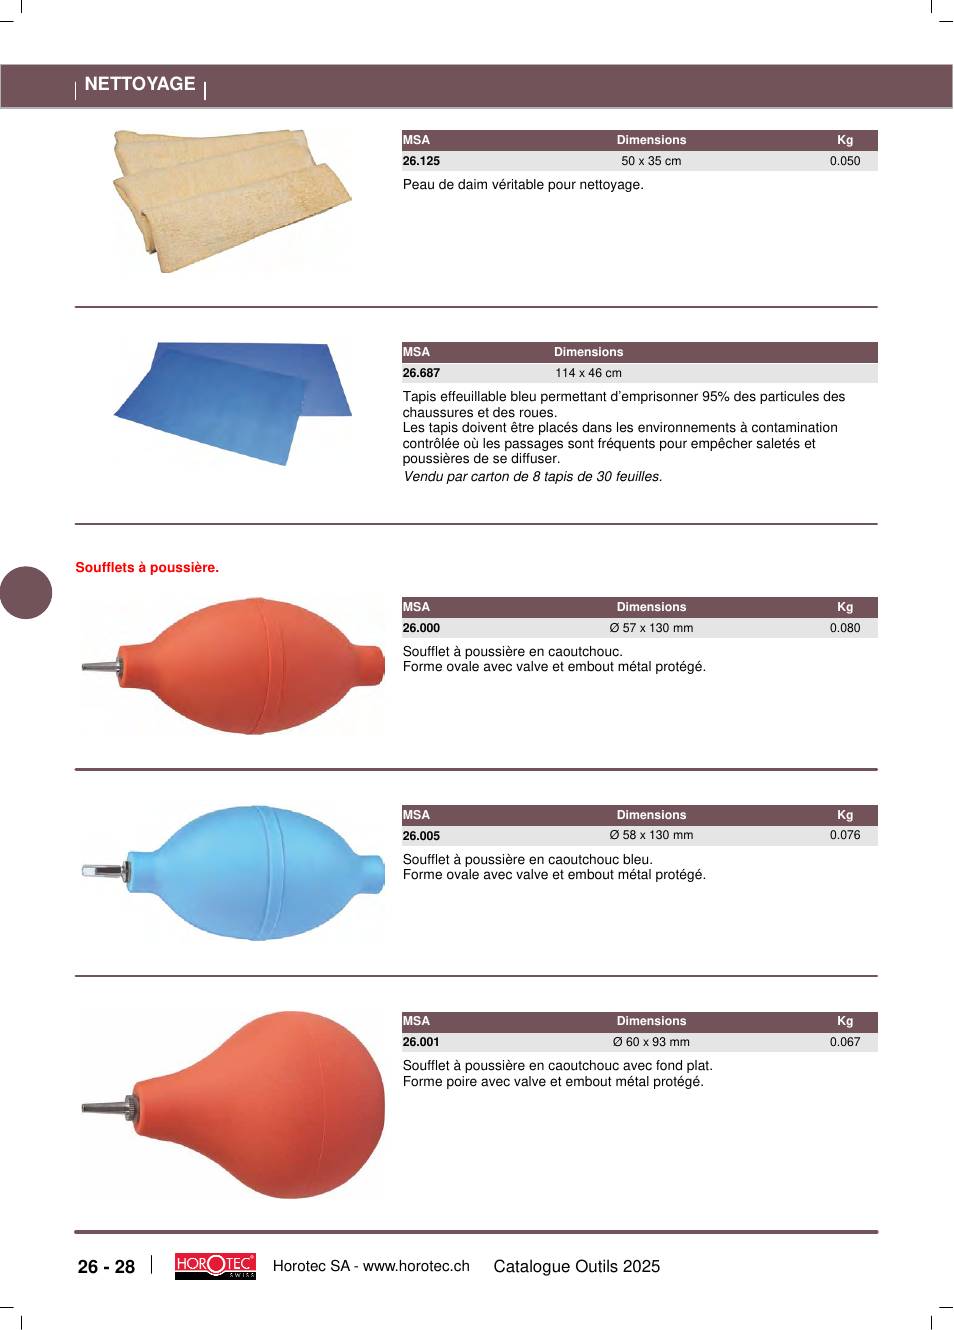 NETTOYAGE
MSA Dimensions Kg
26.125 50 x 35 cm 0.050
Peau de daim véritable pour nettoyage.
MSA Dimensions
26.687 114 x 46 cm
Tapis effeuillable bleu permettant d’emprisonner 95% des particules des
chaussures et des roues.
Les tapis doivent être placés dans les environnements à contamination
contrôlée où les passages sont fréquents pour empêcher saletés et
poussières de se diffuser.
Vendu par carton de 8 tapis de 30 feuilles.
Soufflets à poussière.
MSA Dimensions Kg
26.000 Ø 57 x 130 mm 0.080
Soufflet à poussière en caoutchouc.
Forme ovale avec valve et embout métal protégé.
MSA Dimensions Kg
26.005 Ø 58 x 130 mm 0.076
Soufflet à poussière en caoutchouc bleu.
Forme ovale avec valve et embout métal protégé.
MSA Dimensions Kg
26.001 Ø 60 x 93 mm 0.067
Soufflet à poussière en caoutchouc avec fond plat.
Forme poire avec valve et embout métal protégé.
26 - 28 HOROTEC® SWISS Horotec SA - www.horotec.ch Catalogue Outils 2025